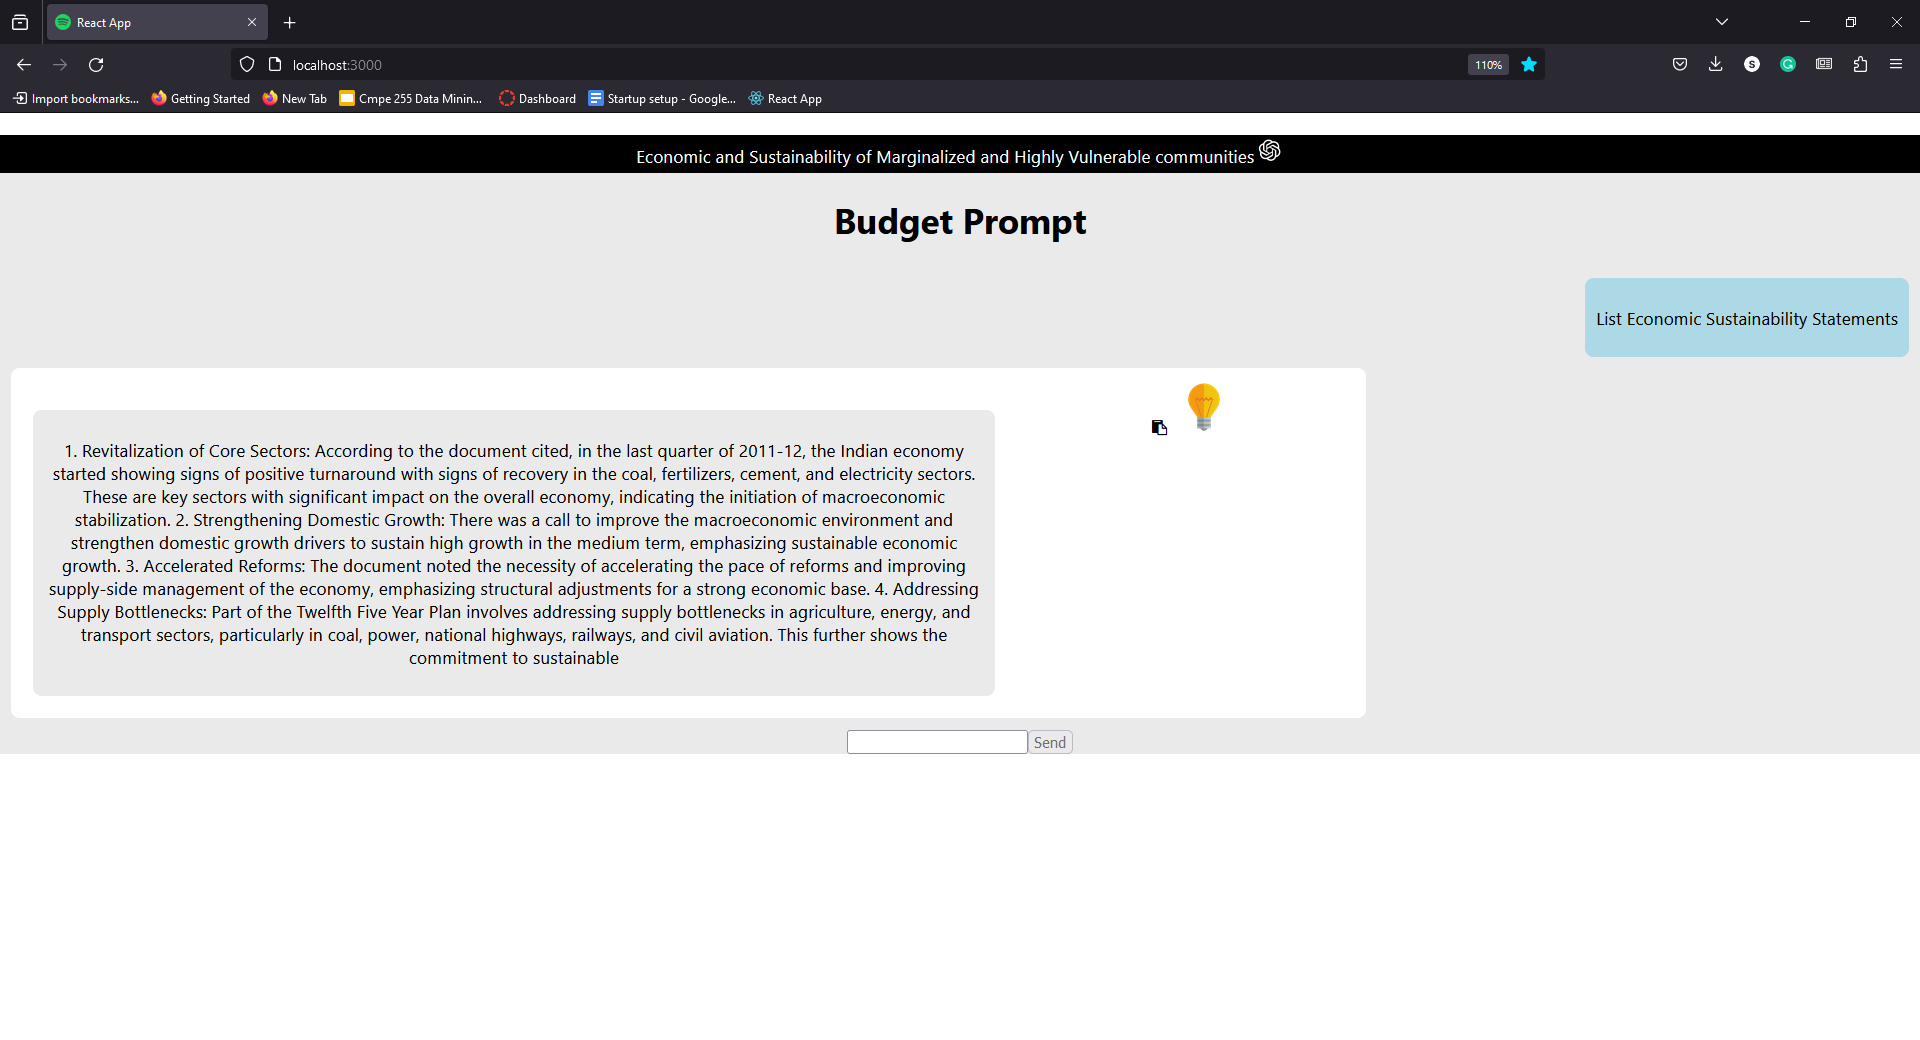 React App
localhost:3000
110%
Import bookmarks...
Getting Started
New Tab
Cmpe 255 Data Minin...
Dashboard
Startup setup - Google...
React App
Economic and Sustainability of Marginalized and Highly Vulnerable communities
Budget Prompt
List Economic Sustainability Statements
1. Revitalization of Core Sectors: According to the document cited, in the last quarter of 2011-12, the Indian economy
started showing signs of positive turnaround with signs of recovery in the coal, fertilizers, cement, and electricity sectors.
These are key sectors with significant impact on the overall economy, indicating the initiation of macroeconomic
stabilization. 2. Strengthening Domestic Growth: There was a call to improve the macroeconomic environment and
strengthen domestic growth drivers to sustain high growth in the medium term, emphasizing sustainable economic
growth. 3. Accelerated Reforms: The document noted the necessity of accelerating the pace of reforms and improving
supply-side management of the economy, emphasizing structural adjustments for a strong economic base. 4. Addressing
Supply Bottlenecks: Part of the Twelfth Five Year Plan involves addressing supply bottlenecks in agriculture, energy, and
transport sectors, particularly in coal, power, national highways, railways, and civil aviation. This further shows the
commitment to sustainable
Send